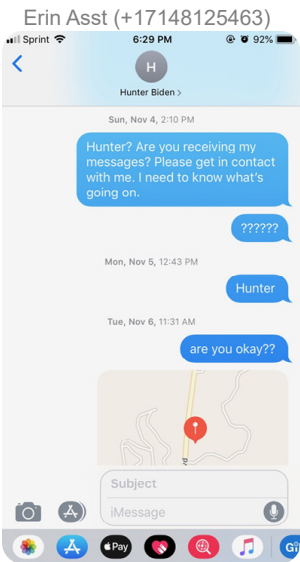 Erin Asst (+17148125463)
Sprint 6:29 PM 92%
H
Hunter Biden >
Sun, Nov 4, 2:10 PM
Hunter? Are you receiving my
messages? Please get in contact
with me. I need to know what's
going on.
??????
Mon, Nov 5, 12:43 PM
Hunter
Tue, Nov 6, 11:31 AM
are you okay??
Subject
iMessage
Pay